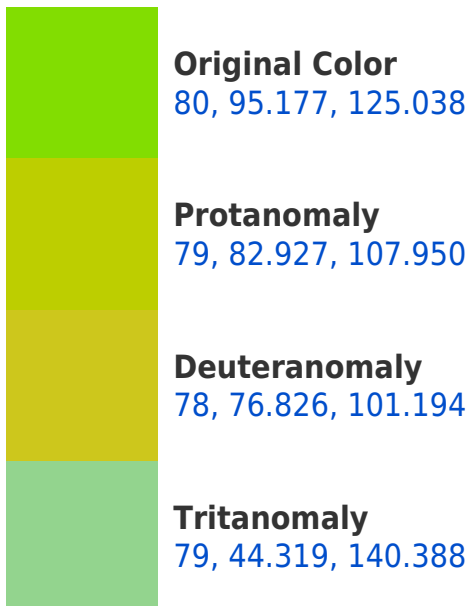 Original Color
80, 95.177, 125.038
Protanomaly
79, 82.927, 107.950
Deuteranomaly
78, 76.826, 101.194
Tritanomaly
79, 44.319, 140.388